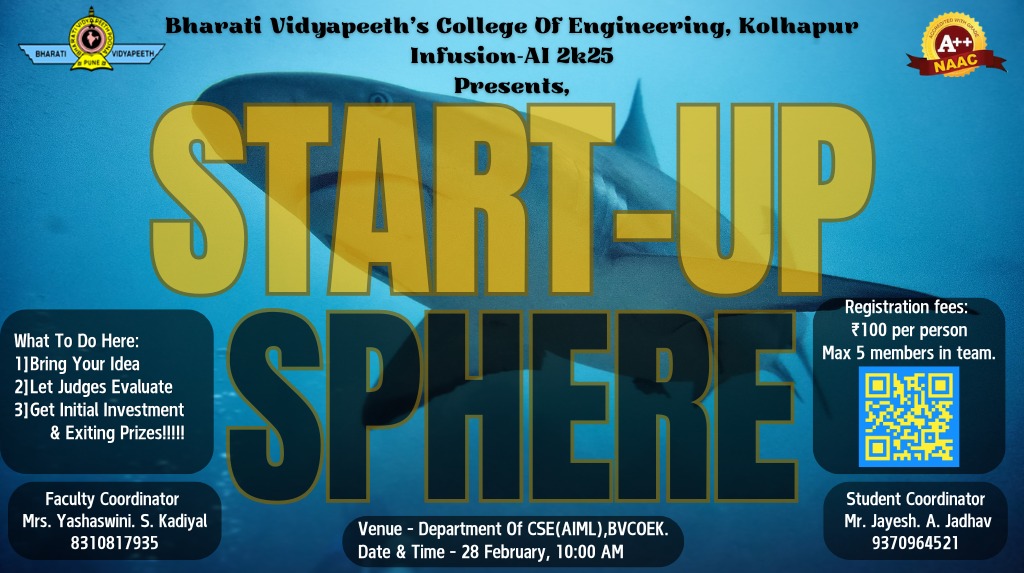 Bharati Vidyapeeth's College Of Engineering, Kolhapur
Infusion-AI 2k25
Presents,
BHARATI VIDYAPEETH
PUNE
ACCREDITED WITH GRADE
A++
NAAC
START-UP
SPHERE
What To Do Here:
1]Bring Your Idea
2]Let Judges Evaluate
3]Get Initial Investment
& Exiting Prizes!!!!!
Registration fees:
₹100 per person
Max 5 members in team.
Faculty Coordinator
Mrs. Yashaswini. S. Kadiyal
8310817935
Venue - Department Of CSE(AIML),BVCOEK.
Date & Time - 28 February, 10:00 AM
Student Coordinator
Mr. Jayesh. A. Jadhav
9370964521